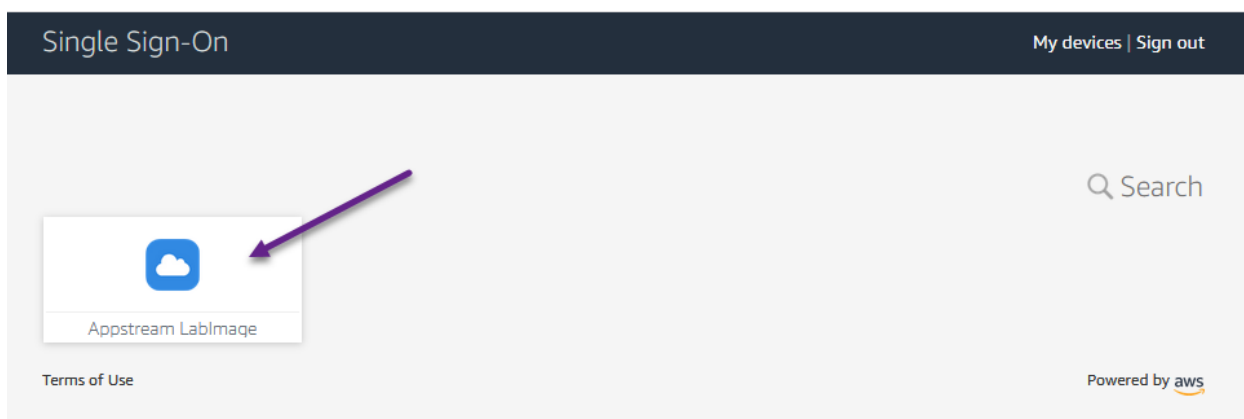 Single Sign-On
My devices | Sign out
Search
Appstream LabImage
Terms of Use
Powered by aws